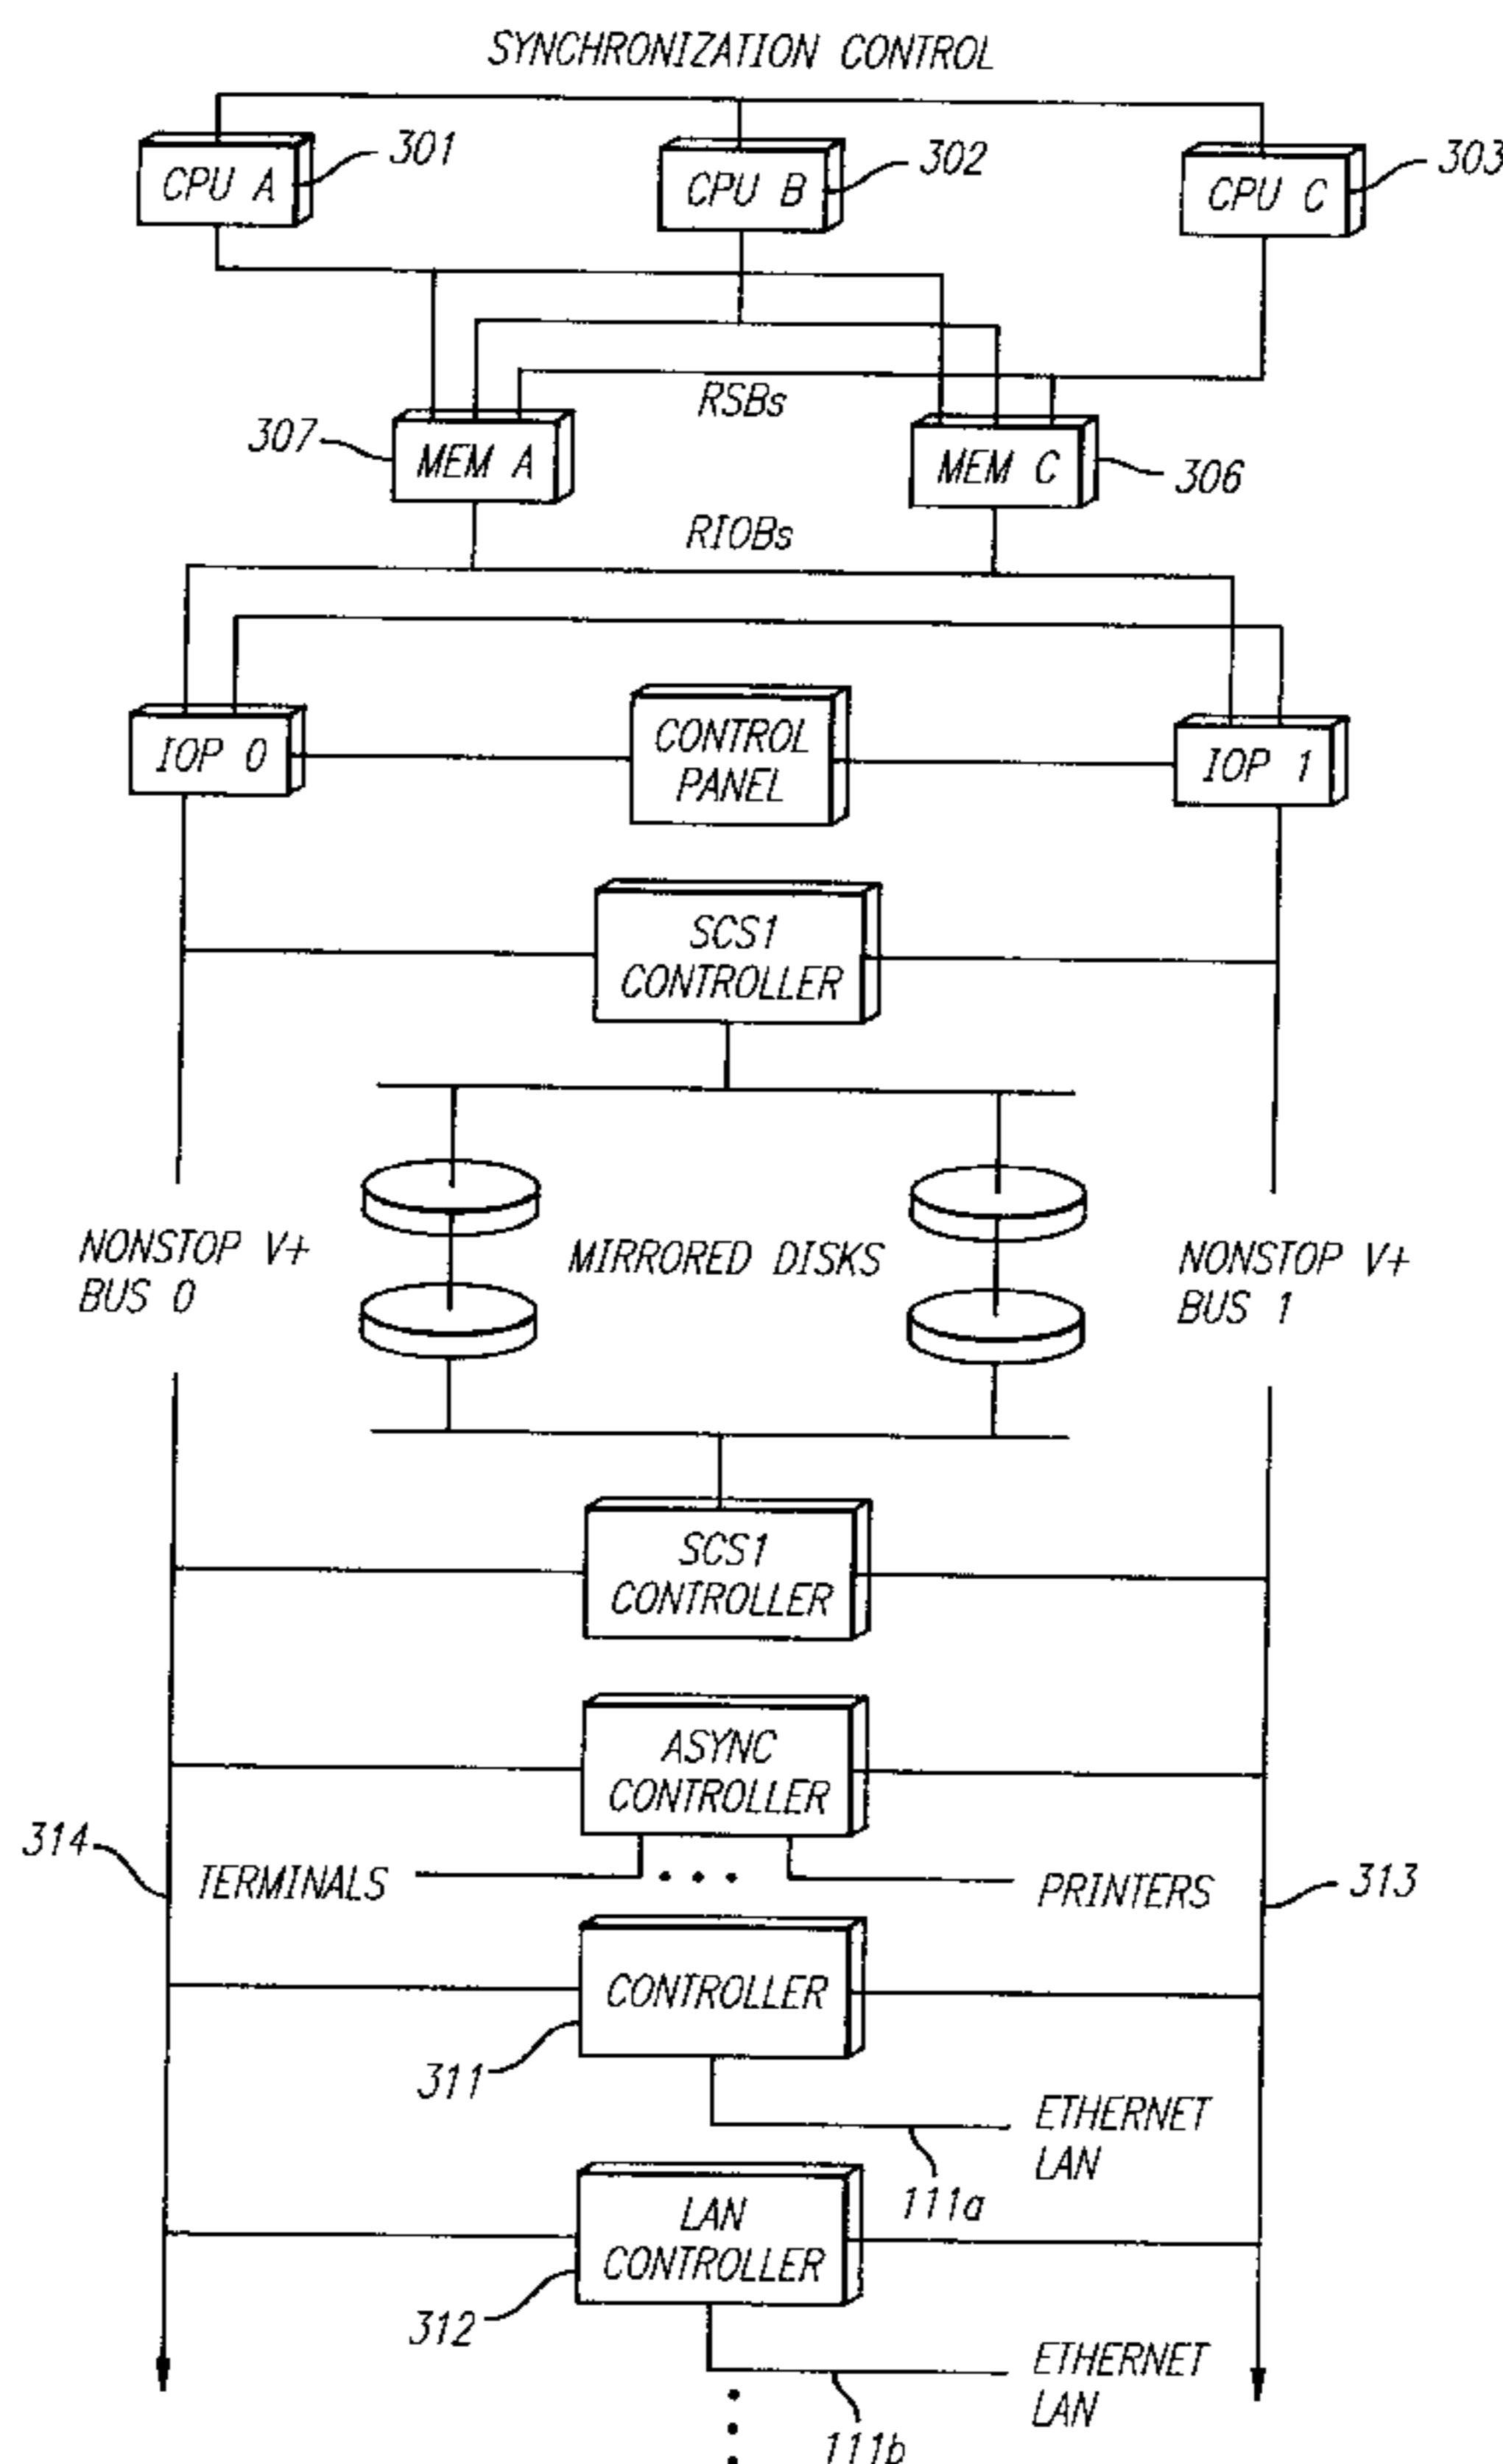 SYNCHRONIZATION CONTROL
CPU A
301
CPU B
302
CPU C
303
RSBs
307
MEM A
MEM C
306
RIOBs
IOP 0
CONTROL
PANEL
IOP 1
SCS1
CONTROLLER
NONSTOP V+
BUS 0
MIRRORED DISKS
NONSTOP V+
BUS 1
SCS1
CONTROLLER
ASYNC
CONTROLLER
314
TERMINALS
PRINTERS
313
CONTROLLER
311
ETHERNET
LAN
111a
LAN
CONTROLLER
312
ETHERNET
LAN
111b